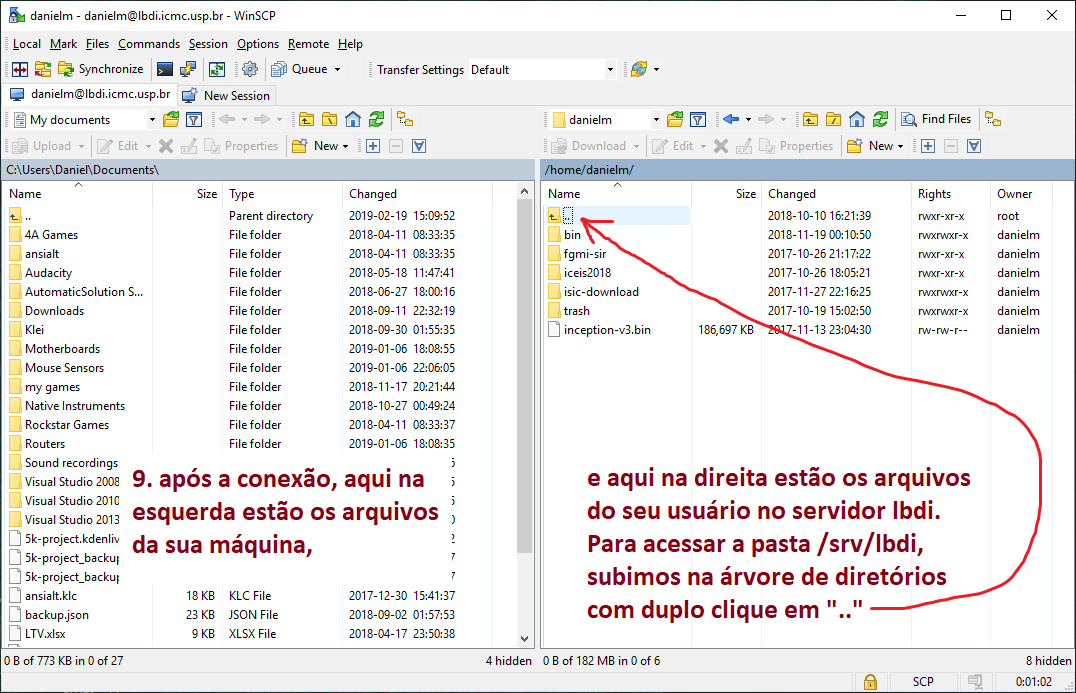 danielm - danielm@lbdi.icmc.usp.br - WinSCP
Local Mark Files Commands Session Options Remote Help
Synchronize Queue Transfer Settings Default
danielm@lbdi.icmc.usp.br New Session
My documents
Upload Edit Properties New
C:\Users\Daniel\Documents\
Name Size Type Changed
.. Parent directory 2019-02-19 15:09:52
4A Games File folder 2018-04-11 08:33:35
ansialt File folder 2018-04-11 08:33:35
Audacity File folder 2018-05-18 11:47:41
AutomaticSolution S... File folder 2018-06-27 18:00:16
Downloads File folder 2018-09-11 22:32:19
Klei File folder 2018-09-30 01:55:35
Motherboards File folder 2019-01-06 18:08:55
Mouse Sensors File folder 2019-01-06 22:06:05
my games File folder 2018-11-17 20:21:44
Native Instruments File folder 2018-10-27 00:49:24
Rockstar Games File folder 2018-04-11 08:33:37
Routers File folder 2019-01-06 18:08:35
Sound recordings
Visual Studio 2008
Visual Studio 2010
Visual Studio 2013
5k-project.kdenliv
5k-project_backup
5k-project_backup
ansialt.klc 18 KB KLC File 2017-12-30 15:41:37
backup.json 23 KB JSON File 2018-09-02 01:57:53
LTV.xlsx 9 KB XLSX File 2018-04-17 23:50:38
9. após a conexão, aqui na
esquerda estão os arquivos
da sua máquina,
0 B of 773 KB in 0 of 27 4 hidden
danielm Find Files
Download Edit Properties New
/home/danielm/
Name Size Changed Rights Owner
.. 2018-10-10 16:21:39 rwxr-xr-x root
bin 2018-11-19 00:10:50 rwxrwxr-x danielm
fgmi-sir 2017-10-26 21:17:22 rwxr-xr-x danielm
iceis2018 2017-10-26 18:05:21 rwxr-xr-x danielm
isic-download 2017-11-27 22:16:25 rwxrwxr-x danielm
trash 2017-10-19 15:02:50 rwxrwxr-x danielm
inception-v3.bin 186,697 KB 2017-11-13 23:04:30 rw-rw-r-- danielm
e aqui na direita estão os arquivos
do seu usuário no servidor lbdi.
Para acessar a pasta /srv/lbdi,
subimos na árvore de diretórios
com duplo clique em ".."
0 B of 182 MB in 0 of 6 8 hidden
SCP 0:01:02